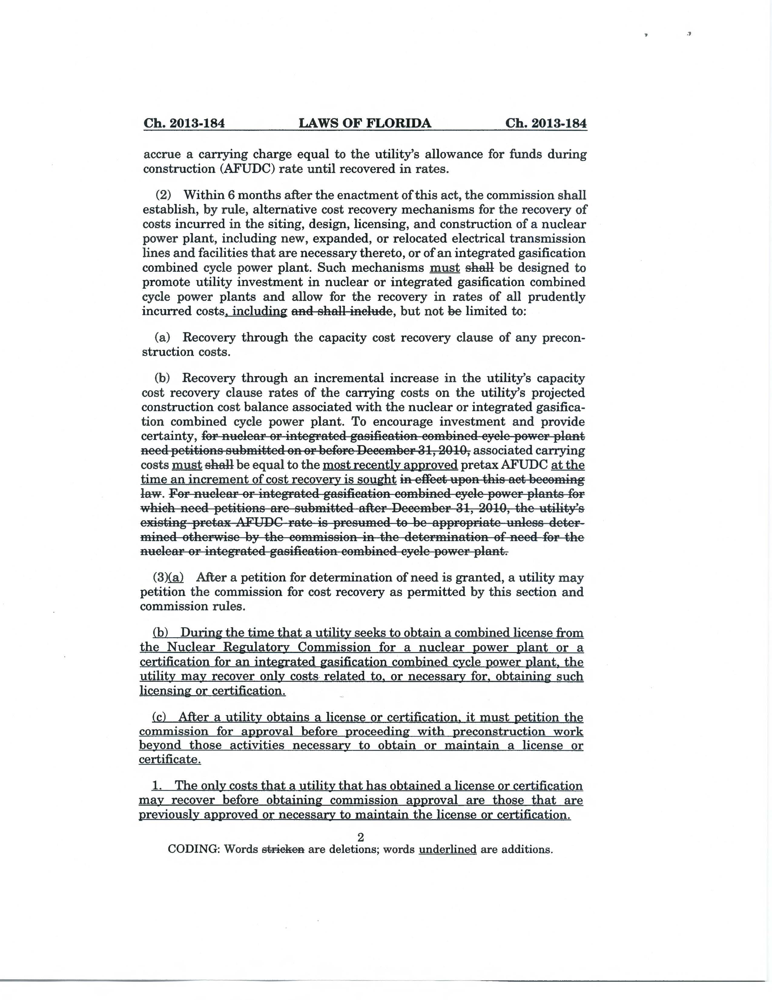 Ch. 2013-184 LAWS OF FLORIDA Ch. 2013-184
accrue a carrying charge equal to the utility's allowance for funds during
construction (AFUDC) rate until recovered in rates.
(2) Within 6 months after the enactment of this act, the commission shall
establish, by rule, alternative cost recovery mechanisms for the recovery of
costs incurred in the siting, design, licensing, and construction of a nuclear
power plant, including new, expanded, or relocated electrical transmission
lines and facilities that are necessary thereto, or of an integrated gasification
combined cycle power plant. Such mechanisms must shall be designed to
promote utility investment in nuclear or integrated gasification combined
cycle power plants and allow for the recovery in rates of all prudently
incurred costs, including and shall include, but not be limited to:
(a) Recovery through the capacity cost recovery clause of any precon-
struction costs.
(b) Recovery through an incremental increase in the utility's capacity
cost recovery clause rates of the carrying costs on the utility's projected
construction cost balance associated with the nuclear or integrated gasifica-
tion combined cycle power plant. To encourage investment and provide
certainty, for nuclear or integrated gasification combined cycle power plant
need petitions submitted on or before December 31, 2010, associated carrying
costs must shall be equal to the most recently approved pretax AFUDC at the
time an increment of cost recovery is sought in effect upon this act becoming
law. For nuclear or integrated gasification combined cycle power plants for
which need petitions are submitted after December 31, 2010, the utility's
existing pretax AFUDC rate is presumed to be appropriate unless deter-
mined otherwise by the commission in the determination of need for the
nuclear or integrated gasification combined cycle power plant.
(3)(a) After a petition for determination of need is granted, a utility may
petition the commission for cost recovery as permitted by this section and
commission rules.
(b) During the time that a utility seeks to obtain a combined license from
the Nuclear Regulatory Commission for a nuclear power plant or a
certification for an integrated gasification combined cycle power plant, the
utility may recover only costs related to, or necessary for, obtaining such
licensing or certification.
(c) After a utility obtains a license or certification, it must petition the
commission for approval before proceeding with preconstruction work
beyond those activities necessary to obtain or maintain a license or
certificate.
1. The only costs that a utility that has obtained a license or certification
may recover before obtaining commission approval are those that are
previously approved or necessary to maintain the license or certification.
2
CODING: Words stricken are deletions; words underlined are additions.